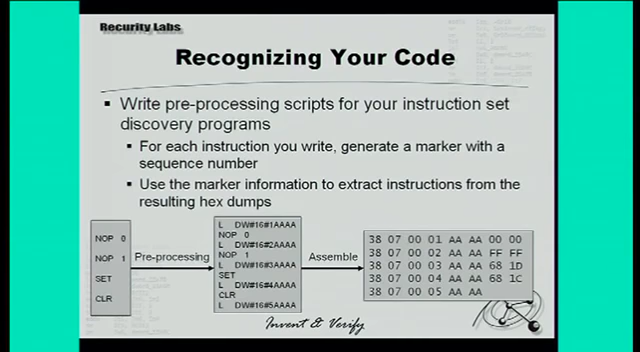 Recurity Labs
Recognizing Your Code
Write pre-processing scripts for your instruction set
discovery programs
For each instruction you write, generate a marker with a
sequence number
Use the marker information to extract instructions from the
resulting hex dumps
NOP 0
NOP 1
SET
CLR
Pre-processing
L DW#16#1AAAA
NOP 0
L DW#16#2AAAA
NOP 1
L DW#16#3AAAA
SET
L DW#16#4AAAA
CLR
L DW#16#5AAAA
Assemble
38 07 00 01 AA AA 00 00
38 07 00 02 AA AA FF FF
38 07 00 03 AA AA 68 1D
38 07 00 04 AA AA 68 1C
38 07 00 05 AA AA
Invent & Verify